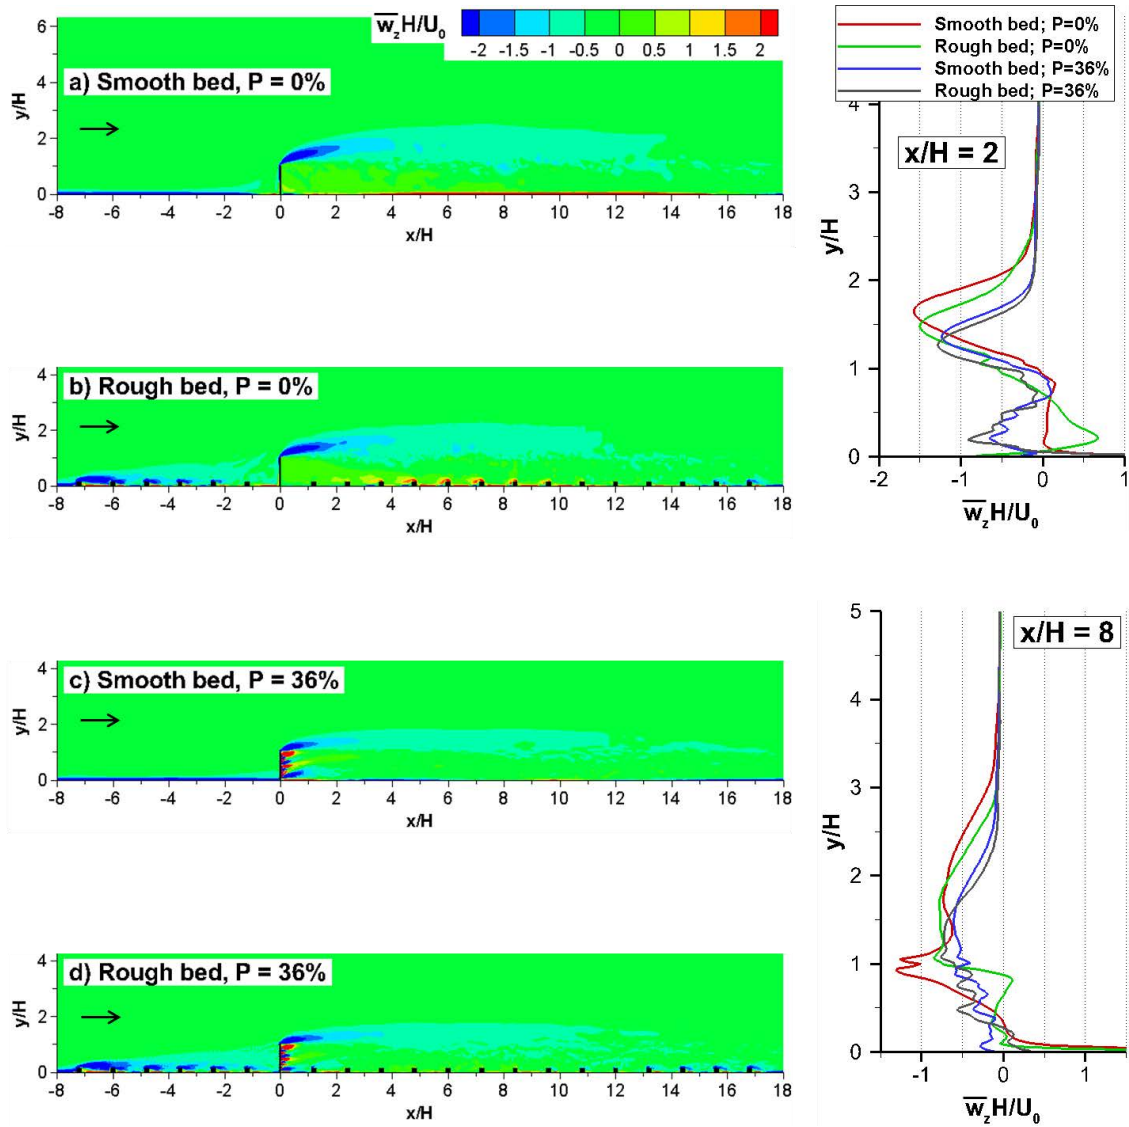 w̅zH/U0
-2 -1.5 -1 -0.5 0 0.5 1 1.5 2
a) Smooth bed, P = 0%
y/H
6
4
2
0
-8 -6 -4 -2 0 2 4 6 8 10 12 14 16 18
x/H
b) Rough bed, P = 0%
y/H
4
2
0
-8 -6 -4 -2 0 2 4 6 8 10 12 14 16 18
x/H
c) Smooth bed, P = 36%
y/H
4
2
0
-8 -6 -4 -2 0 2 4 6 8 10 12 14 16 18
x/H
d) Rough bed, P = 36%
y/H
4
2
0
-8 -6 -4 -2 0 2 4 6 8 10 12 14 16 18
x/H
Smooth bed; P=0%
Rough bed; P=0%
Smooth bed; P=36%
Rough bed; P=36%
x/H = 2
y/H
4
3
2
1
0
-2 -1 0 1
w̅zH/U0
x/H = 8
y/H
5
4
3
2
1
0
-1 0 1
w̅zH/U0